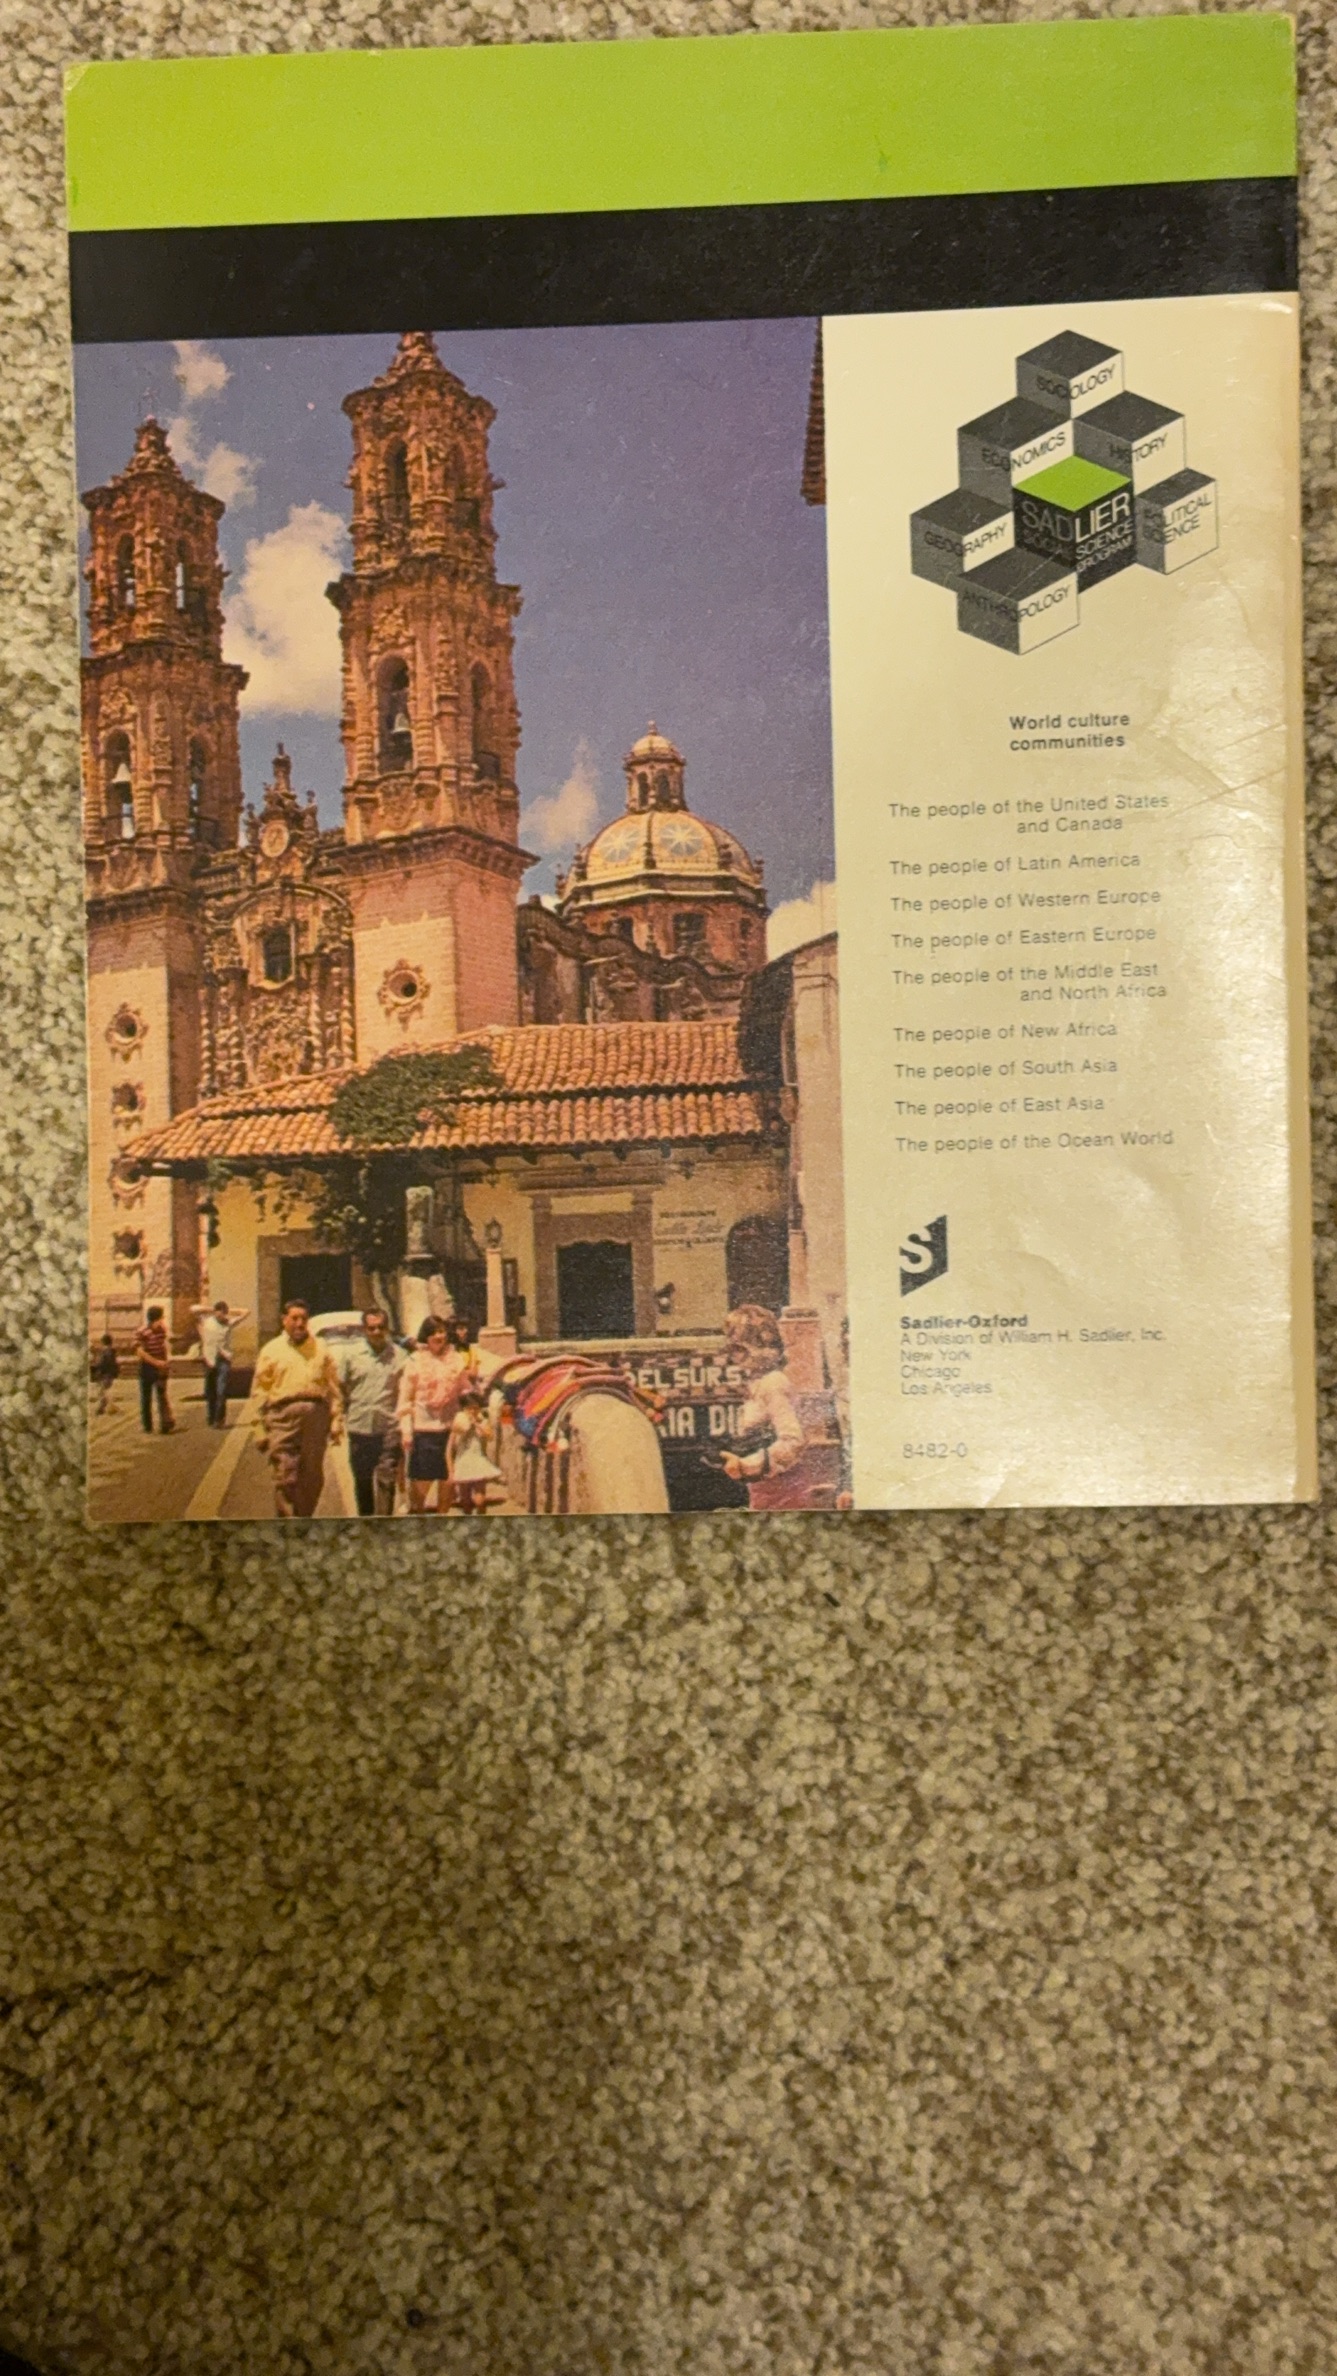 SOCIOLOGY
ECONOMICS
HISTORY
SADLIER
SOCIAL SCIENCE
PROGRAM
POLITICAL
SCIENCE
GEOGRAPHY
ANTHROPOLOGY
World culture
communities
The people of the United States
and Canada
The people of Latin America
The people of Western Europe
The people of Eastern Europe
The people of the Middle East
and North Africa
The people of New Africa
The people of South Asia
The people of East Asia
The people of the Ocean World
S
Sadlier-Oxford
A Division of William H. Sadlier, Inc.
New York
Chicago
Los Angeles
8482-0
DEL SUR S